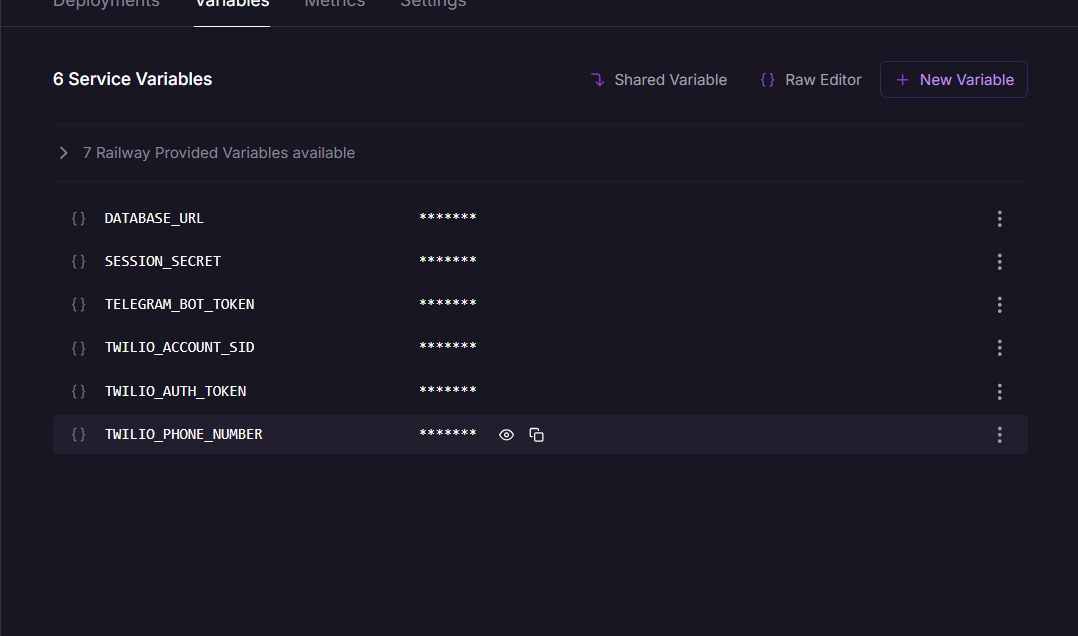 Deployments Variables Metrics Settings
6 Service Variables Shared Variable {} Raw Editor + New Variable
7 Railway Provided Variables available
{} DATABASE_URL *******
{} SESSION_SECRET *******
{} TELEGRAM_BOT_TOKEN *******
{} TWILIO_ACCOUNT_SID *******
{} TWILIO_AUTH_TOKEN *******
{} TWILIO_PHONE_NUMBER *******